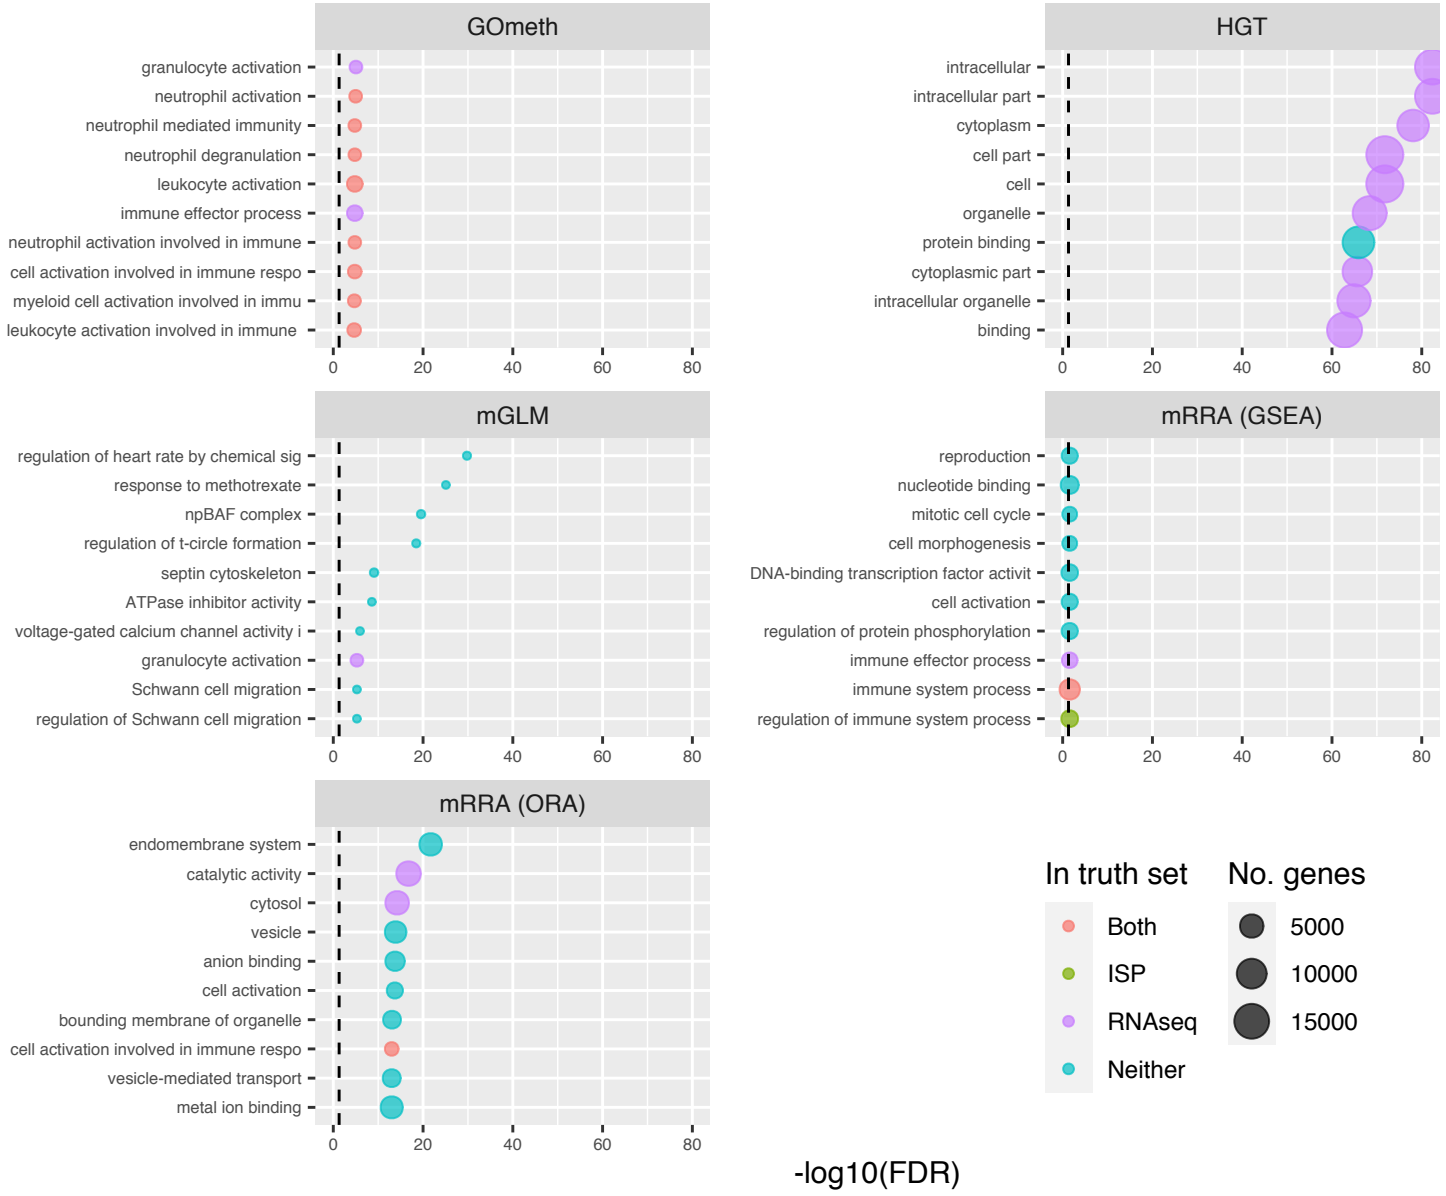 GOmeth
granulocyte activation
neutrophil activation
neutrophil mediated immunity
neutrophil degranulation
leukocyte activation
immune effector process
neutrophil activation involved in immune
cell activation involved in immune respo
myeloid cell activation involved in immu
leukocyte activation involved in immune
0 20 40 60 80
HGT
intracellular
intracellular part
cytoplasm
cell part
cell
organelle
protein binding
cytoplasmic part
intracellular organelle
binding
0 20 40 60 80
mGLM
regulation of heart rate by chemical sig
response to methotrexate
npBAF complex
regulation of t-circle formation
septin cytoskeleton
ATPase inhibitor activity
voltage-gated calcium channel activity i
granulocyte activation
Schwann cell migration
regulation of Schwann cell migration
0 20 40 60 80
mRRA (GSEA)
reproduction
nucleotide binding
mitotic cell cycle
cell morphogenesis
DNA-binding transcription factor activit
cell activation
regulation of protein phosphorylation
immune effector process
immune system process
regulation of immune system process
0 20 40 60 80
mRRA (ORA)
endomembrane system
catalytic activity
cytosol
vesicle
anion binding
cell activation
bounding membrane of organelle
cell activation involved in immune respo
vesicle-mediated transport
metal ion binding
0 20 40 60 80
In truth set
Both
ISP
RNAseq
Neither
No. genes
5000
10000
15000
-log10(FDR)